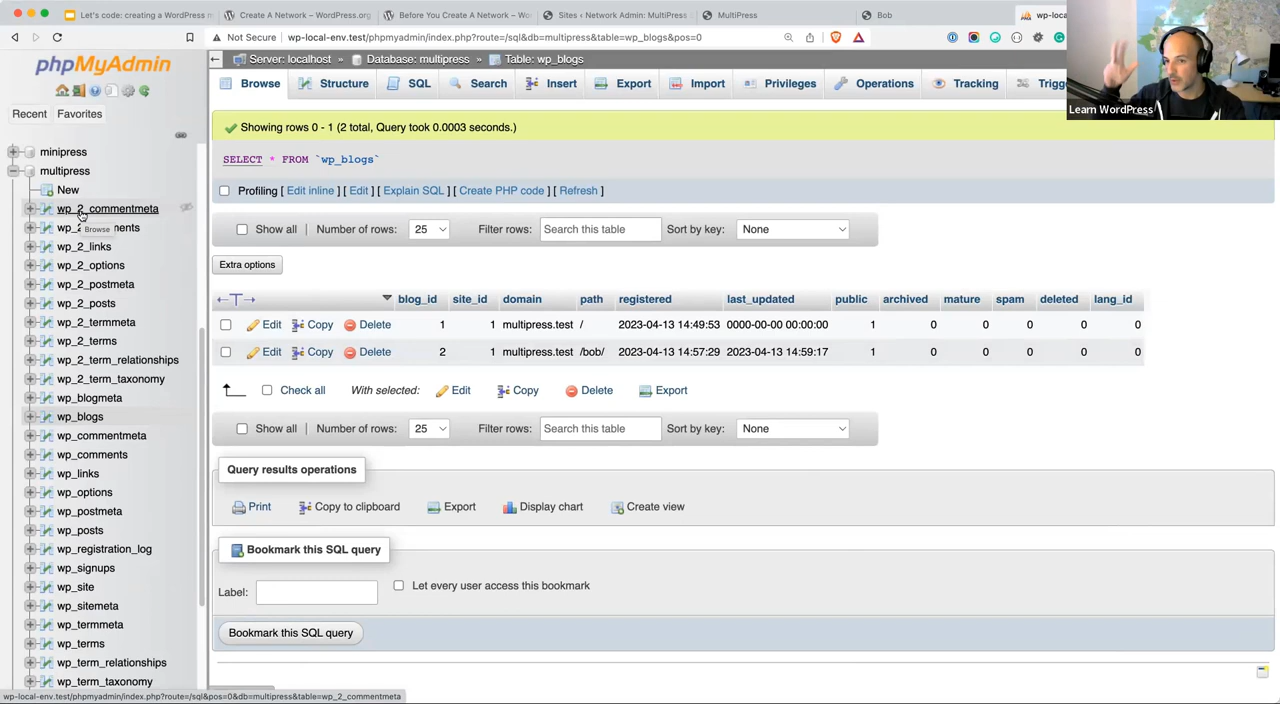 Let's code: creating a WordPress m
Create A Network – WordPress.org
Before You Create A Network – Wo
Sites ‹ Network Admin: MultiPress
MultiPress
Bob
wp-loca
Not Secure
wp-local-env.test/phpmyadmin/index.php?route=/sql&db=multipress&table=wp_blogs&pos=0
Learn WordPress
phpMyAdmin
Recent
Favorites
minipress
multipress
New
wp_2_commentmeta
wp_2
ments
Browse
wp_2_links
wp_2_options
wp_2_postmeta
wp_2_posts
wp_2_termmeta
wp_2_terms
wp_2_term_relationships
wp_2_term_taxonomy
wp_blogmeta
wp_blogs
wp_commentmeta
wp_comments
wp_links
wp_options
wp_postmeta
wp_posts
wp_registration_log
wp_signups
wp_site
wp_sitemeta
wp_termmeta
wp_terms
wp_term_relationships
wp_term_taxonomy
Server: localhost » Database: multipress » Table: wp_blogs
Browse Structure SQL Search Insert Export Import Privileges Operations Tracking Trigg
Showing rows 0 - 1 (2 total, Query took 0.0003 seconds.)
SELECT * FROM `wp_blogs`
Profiling [ Edit inline ] [ Edit ] [ Explain SQL ] [ Create PHP code ] [ Refresh ]
Show all | Number of rows: 25 Filter rows: Search this table Sort by key: None
Extra options
←T→ blog_id site_id domain path registered last_updated public archived mature spam deleted lang_id
Edit Copy Delete 1 1 multipress.test / 2023-04-13 14:49:53 0000-00-00 00:00:00 1 0 0 0 0 0
Edit Copy Delete 2 1 multipress.test /bob/ 2023-04-13 14:57:29 2023-04-13 14:59:17 1 0 0 0 0 0
Check all With selected: Edit Copy Delete Export
Show all | Number of rows: 25 Filter rows: Search this table Sort by key: None
Query results operations
Print Copy to clipboard Export Display chart Create view
Bookmark this SQL query
Label: Let every user access this bookmark
Bookmark this SQL query
wp-local-env.test/phpmyadmin/index.php?route=/sql&pos=0&db=multipress&table=wp_2_commentmeta